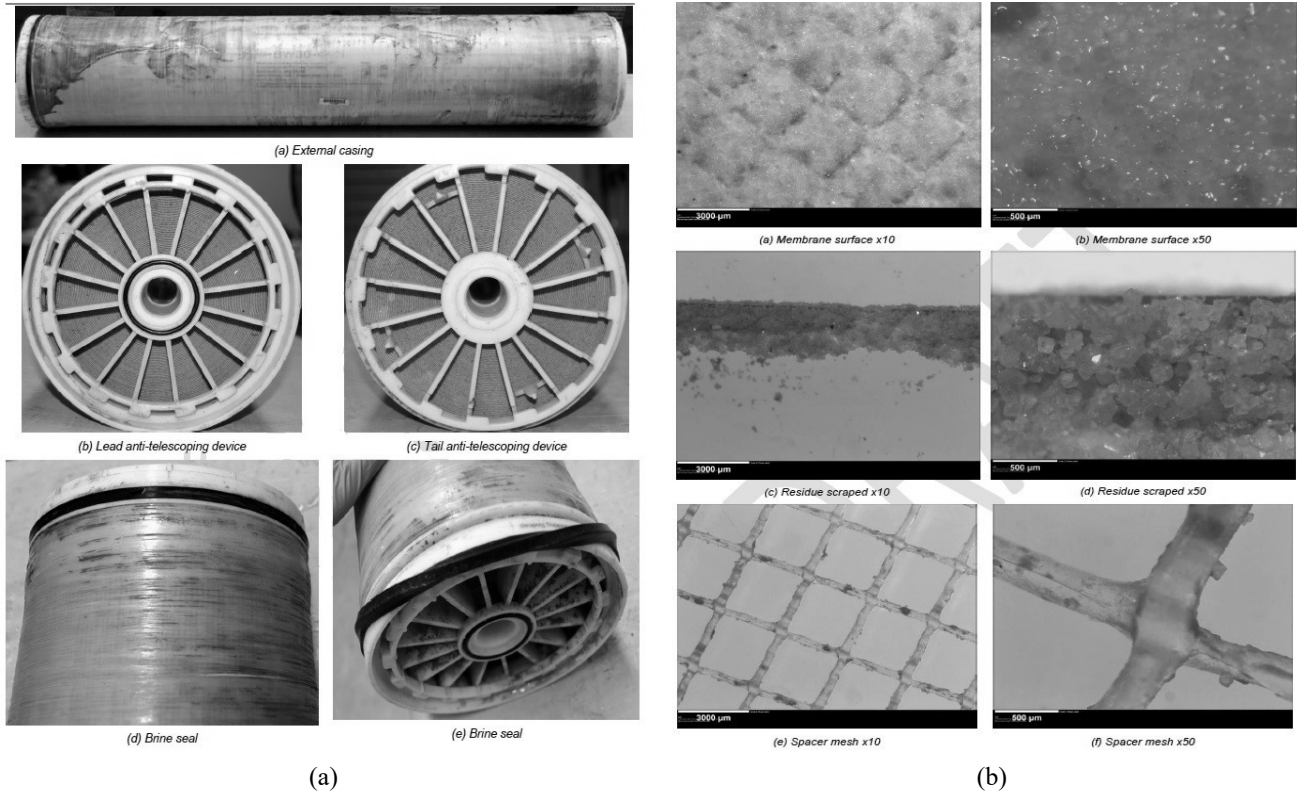 (a) External casing
(b) Lead anti-telescoping device
(c) Tail anti-telescoping device
(d) Brine seal
(e) Brine seal
(a)
3000 µm
500 µm
(a) Membrane surface x10
(b) Membrane surface x50
3000 µm
500 µm
(c) Residue scraped x10
(d) Residue scraped x50
3000 µm
500 µm
(e) Spacer mesh x10
(f) Spacer mesh x50
(b)